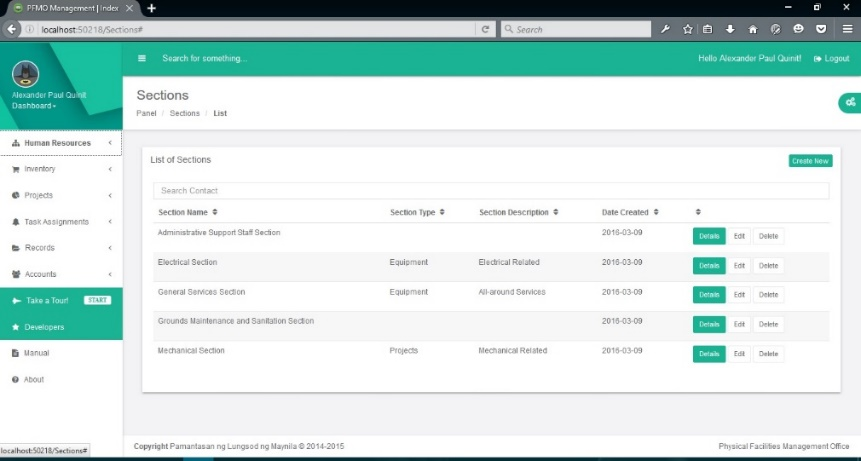 PFMO Management | Index
localhost:50218/Sections#
Search
Search for something...
Hello Alexander Paul Quinit!
Logout
Alexander Paul Quinit
Dashboard
Human Resources
Inventory
Projects
Task Assignments
Records
Accounts
Take a Tour! START
Developers
Manual
About
Sections
Panel / Sections / List
List of Sections
Create New
Search Contact
Section Name Section Type Section Description Date Created
Administrative Support Staff Section 2016-03-09 Details Edit Delete
Electrical Section Equipment Electrical Related 2016-03-09 Details Edit Delete
General Services Section Equipment All-around Services 2016-03-09 Details Edit Delete
Grounds Maintenance and Sanitation Section 2016-03-09 Details Edit Delete
Mechanical Section Projects Mechanical Related 2016-03-09 Details Edit Delete
Copyright Pamantasan ng Lungsod ng Maynila © 2014-2015
Physical Facilities Management Office
localhost:50218/Sections#